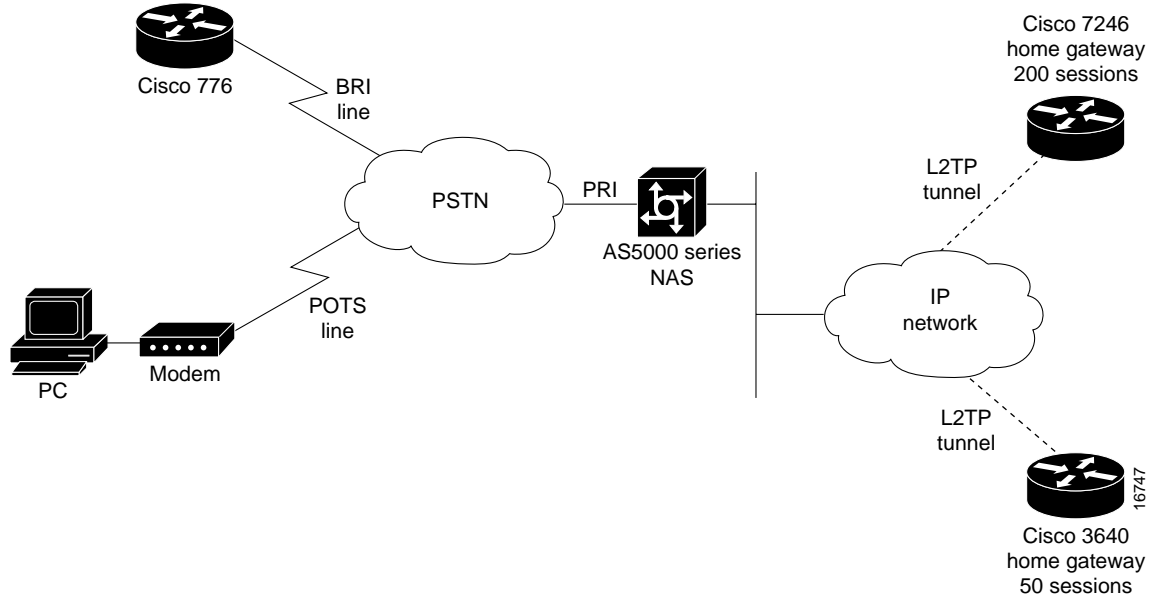 Cisco 7246
home gateway
200 sessions
Cisco 776
BRI
line
L2TP
tunnel
PSTN
PRI
AS5000 series
NAS
IP
network
POTS
line
PC
Modem
L2TP
tunnel
16747
Cisco 3640
home gateway
50 sessions